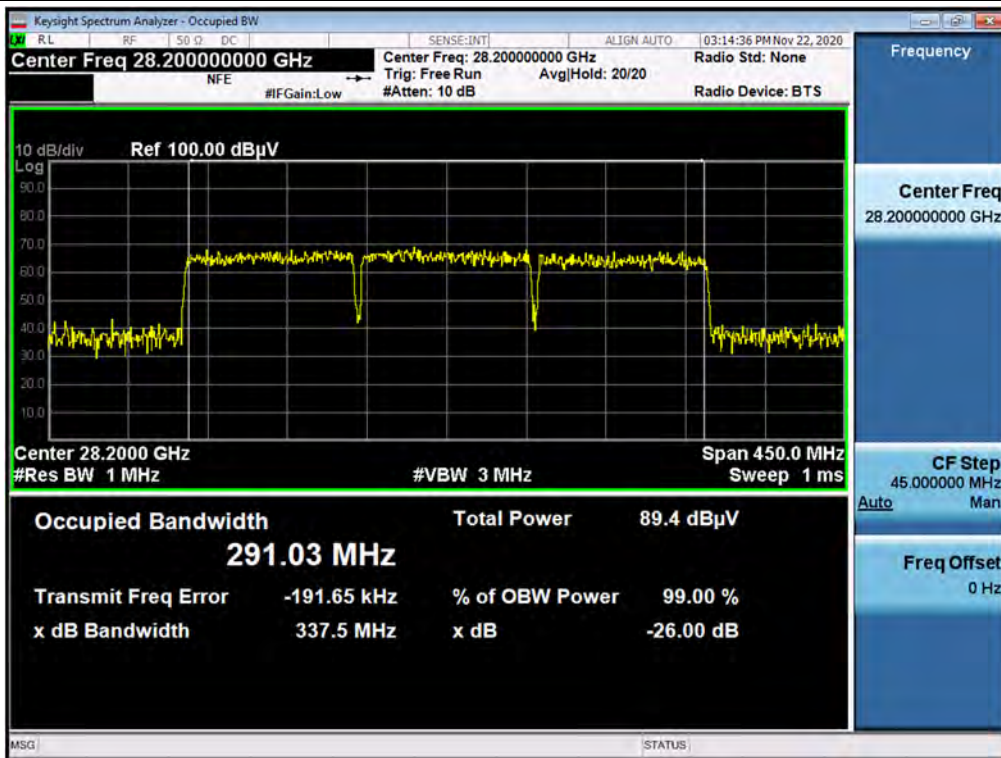 Keysight Spectrum Analyzer - Occupied BW
LXI RL RF 50 Ω DC SENSE:INT ALIGN AUTO 03:14:36 PM Nov 22, 2020
Center Freq 28.200000000 GHz
NFE
#IFGain:Low
Center Freq: 28.200000000 GHz
Trig: Free Run Avg|Hold: 20/20
#Atten: 10 dB
Radio Std: None
Radio Device: BTS
10 dB/div Ref 100.00 dBµV
Log
90.0
80.0
70.0
60.0
50.0
40.0
30.0
20.0
10.0
Center 28.2000 GHz Span 450.0 MHz
#Res BW 1 MHz #VBW 3 MHz Sweep 1 ms
Occupied Bandwidth Total Power 89.4 dBµV
291.03 MHz
Transmit Freq Error -191.65 kHz % of OBW Power 99.00 %
x dB Bandwidth 337.5 MHz x dB -26.00 dB
MSG STATUS
Frequency
Center Freq
28.200000000 GHz
CF Step
45.000000 MHz
Auto Man
Freq Offset
0 Hz